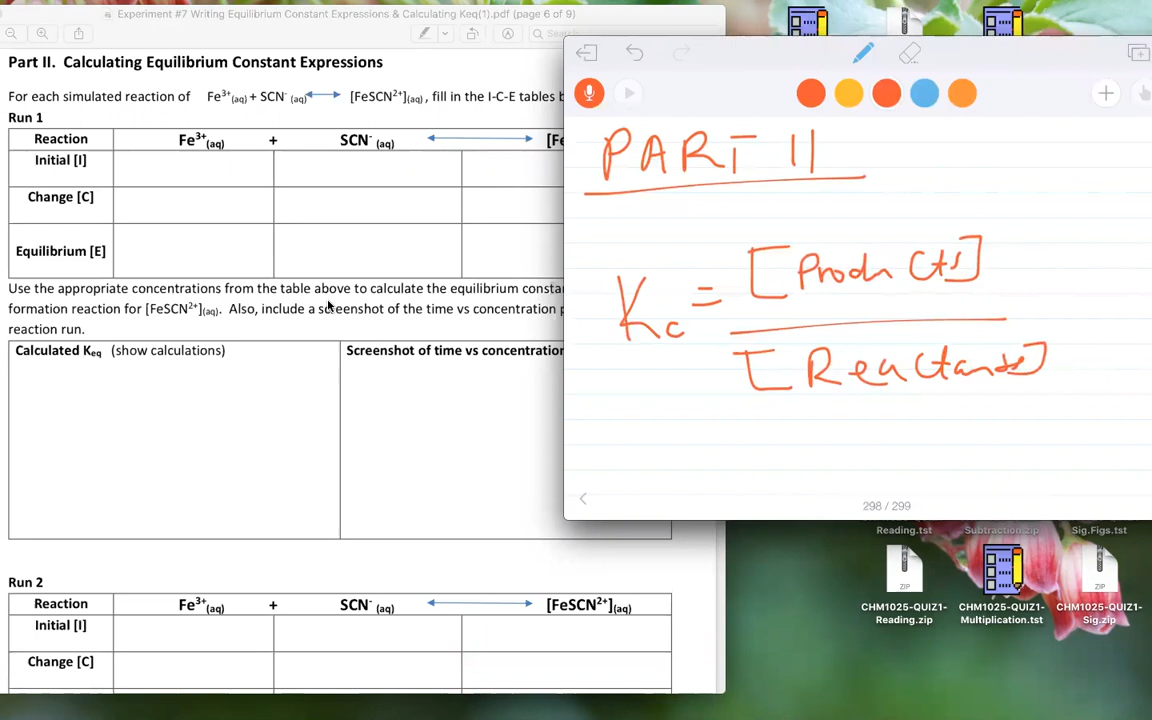 Experiment #7 Writing Equilibrium Constant Expressions & Calculating Keq(1).pdf (page 6 of 9)
Search
Part II. Calculating Equilibrium Constant Expressions
For each simulated reaction of Fe³⁺(aq) + SCN⁻ (aq) ⟷ [FeSCN²⁺](aq) , fill in the I-C-E tables b
Run 1
Reaction Fe³⁺(aq) + SCN⁻ (aq) ⟷ [Fe
Initial [I]
Change [C]
Equilibrium [E]
Use the appropriate concentrations from the table above to calculate the equilibrium consta
formation reaction for [FeSCN²⁺](aq). Also, include a screenshot of the time vs concentration p
reaction run.
Calculated Keq (show calculations) Screenshot of time vs concentration
Run 2
Reaction Fe³⁺(aq) + SCN⁻ (aq) ⟷ [FeSCN²⁺](aq)
Initial [I]
Change [C]
PART II
Kc = [Products]
[Reactants]
298 / 299
Reading.zip
Subtraction.zip
Sig.Figs.tst
ZIP
ZIP
CHM1025-QUIZ1-
Reading.zip
CHM1025-QUIZ1-
Multiplication.tst
CHM1025-QUIZ1-
Sig.zip